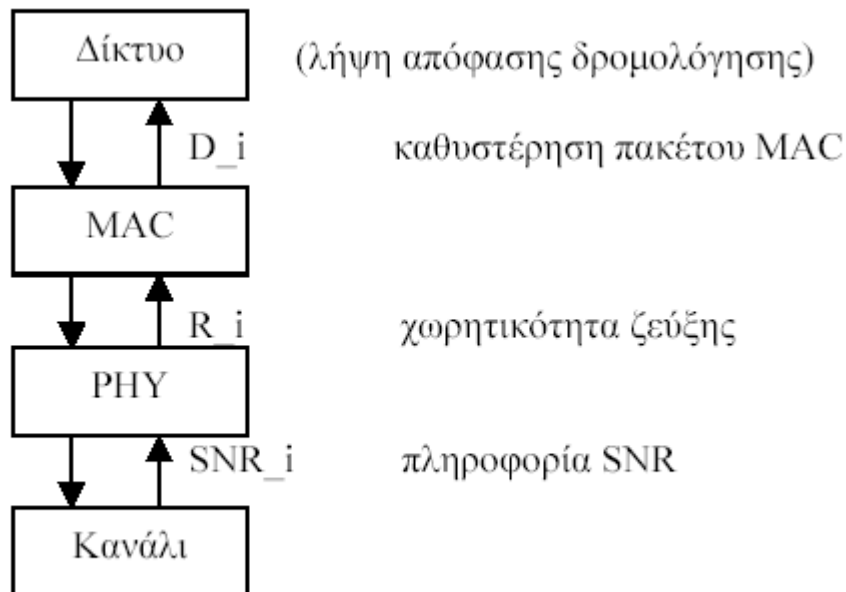 Δίκτυο (λήψη απόφασης δρομολόγησης)
D_i καθυστέρηση πακέτου MAC
MAC
R_i χωρητικότητα ζεύξης
PHY
SNR_i πληροφορία SNR
Κανάλι